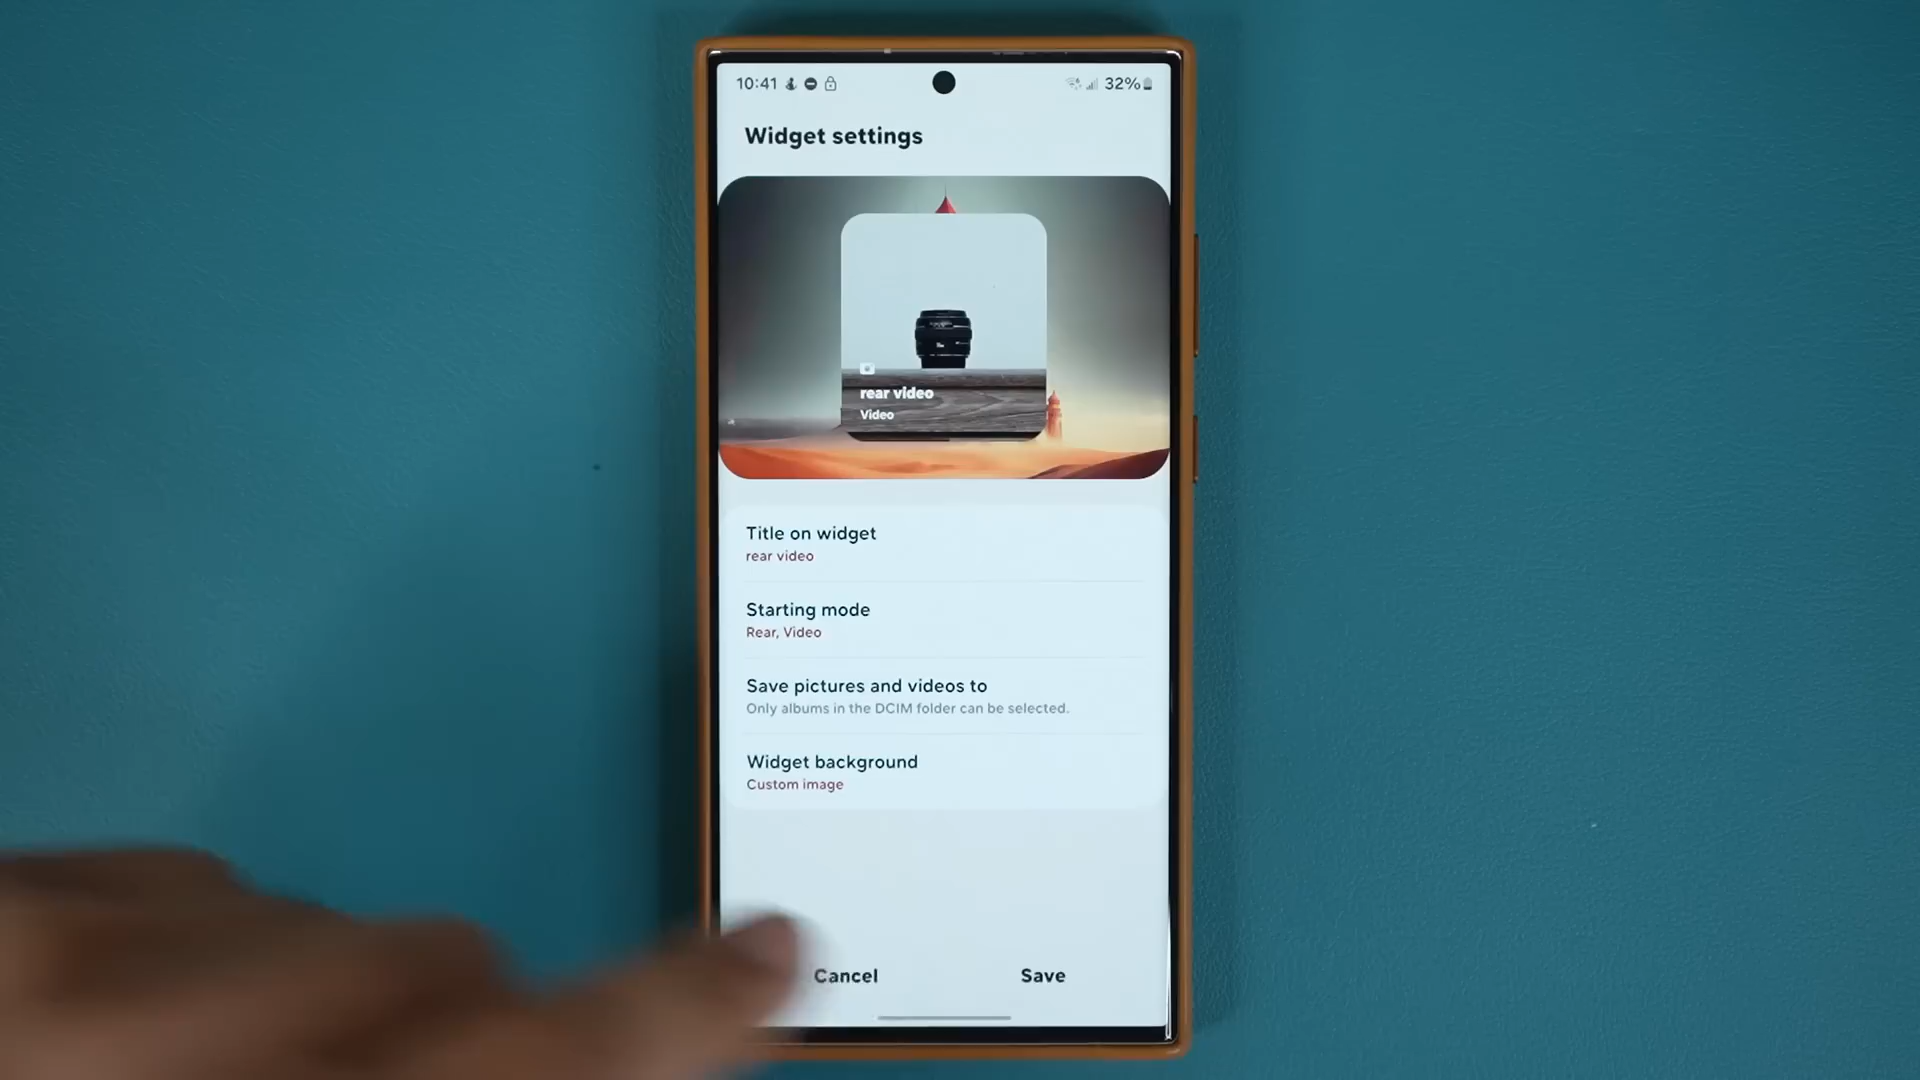 10:41
32%
Widget settings
rear video
Video
Title on widget
rear video
Starting mode
Rear, Video
Save pictures and videos to
Only albums in the DCIM folder can be selected.
Widget background
Custom image
Cancel
Save